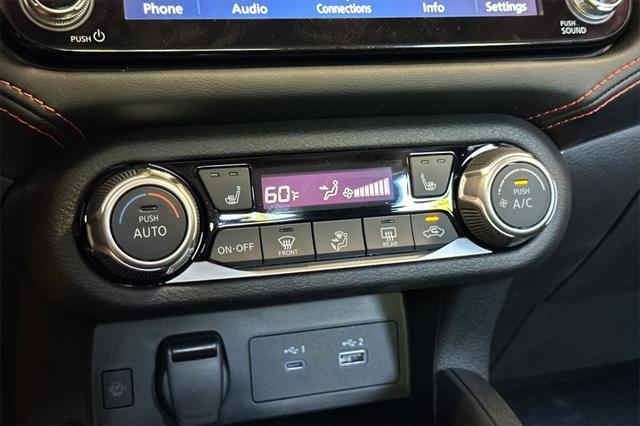 Phone Audio Connections Info Settings
PUSH
PUSH SOUND
60°F
PUSH AUTO
PUSH A/C
ON·OFF
FRONT
REAR
1
2